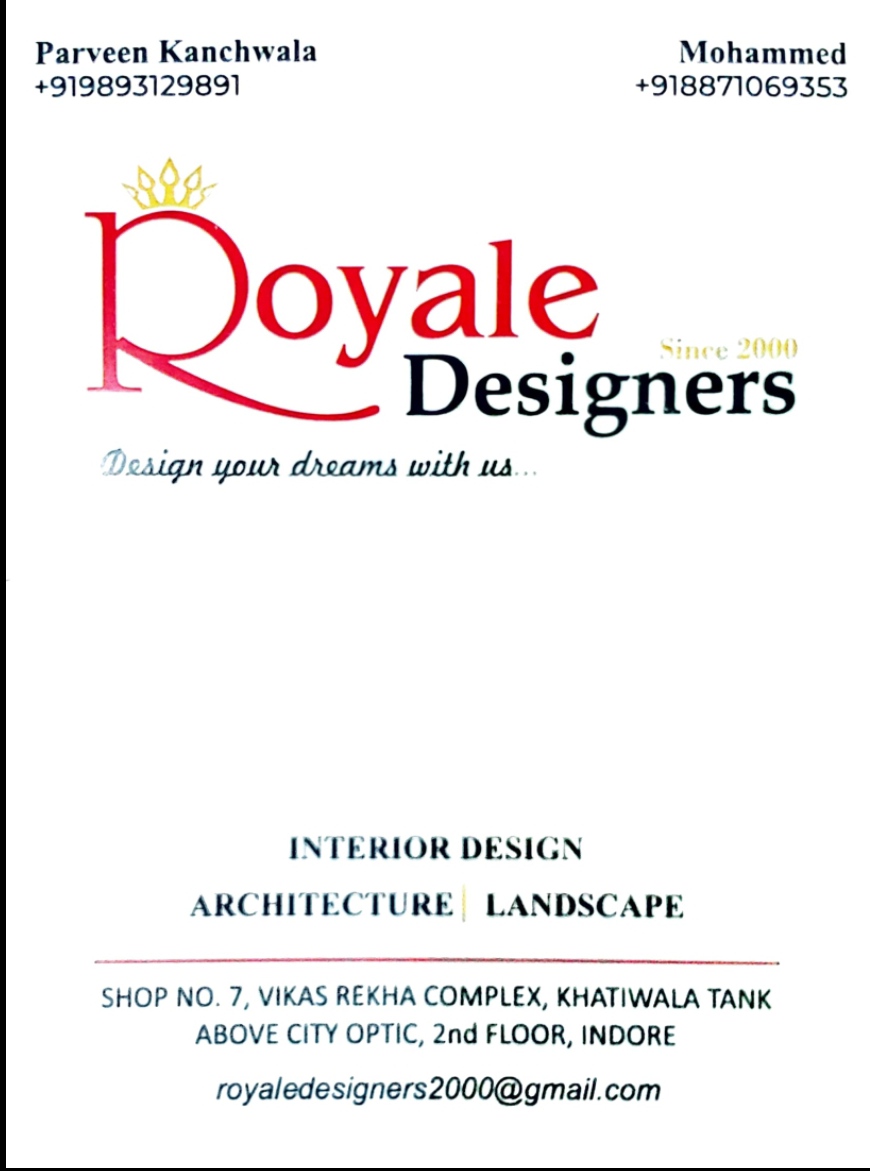 Parveen Kanchwala
+919893129891
Mohammed
+918871069353
Royale
Since 2000
Designers
Design your dreams with us...
INTERIOR DESIGN
ARCHITECTURE | LANDSCAPE
SHOP NO. 7, VIKAS REKHA COMPLEX, KHATIWALA TANK
ABOVE CITY OPTIC, 2nd FLOOR, INDORE
royaledesigners2000@gmail.com